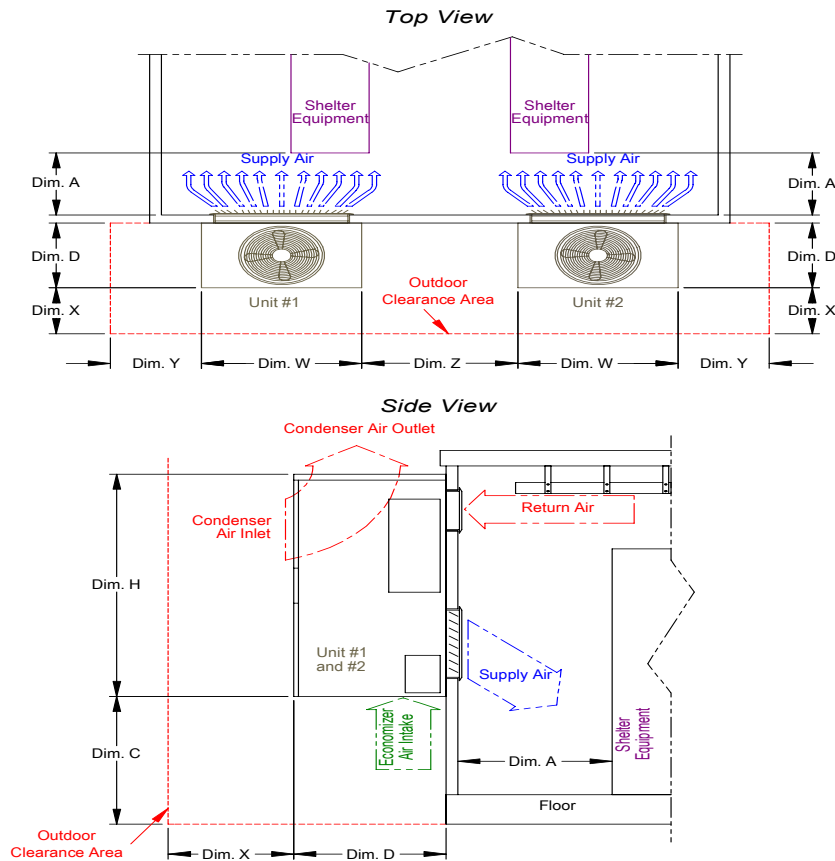 Top View
Shelter
Equipment
Shelter
Equipment
Supply Air
Supply Air
Dim. A
Dim. A
Dim. D
Dim. D
Outdoor
Clearance Area
Unit #1
Unit #2
Dim. X
Dim. X
Dim. Y
Dim. W
Dim. Z
Dim. W
Dim. Y
Side View
Condenser Air Outlet
Condenser
Air Inlet
Return Air
Dim. H
Unit #1
and #2
Supply Air
Economizer
Air Intake
Shelter
Equipment
Dim. C
Dim. A
Floor
Outdoor
Clearance Area
Dim. X
Dim. D